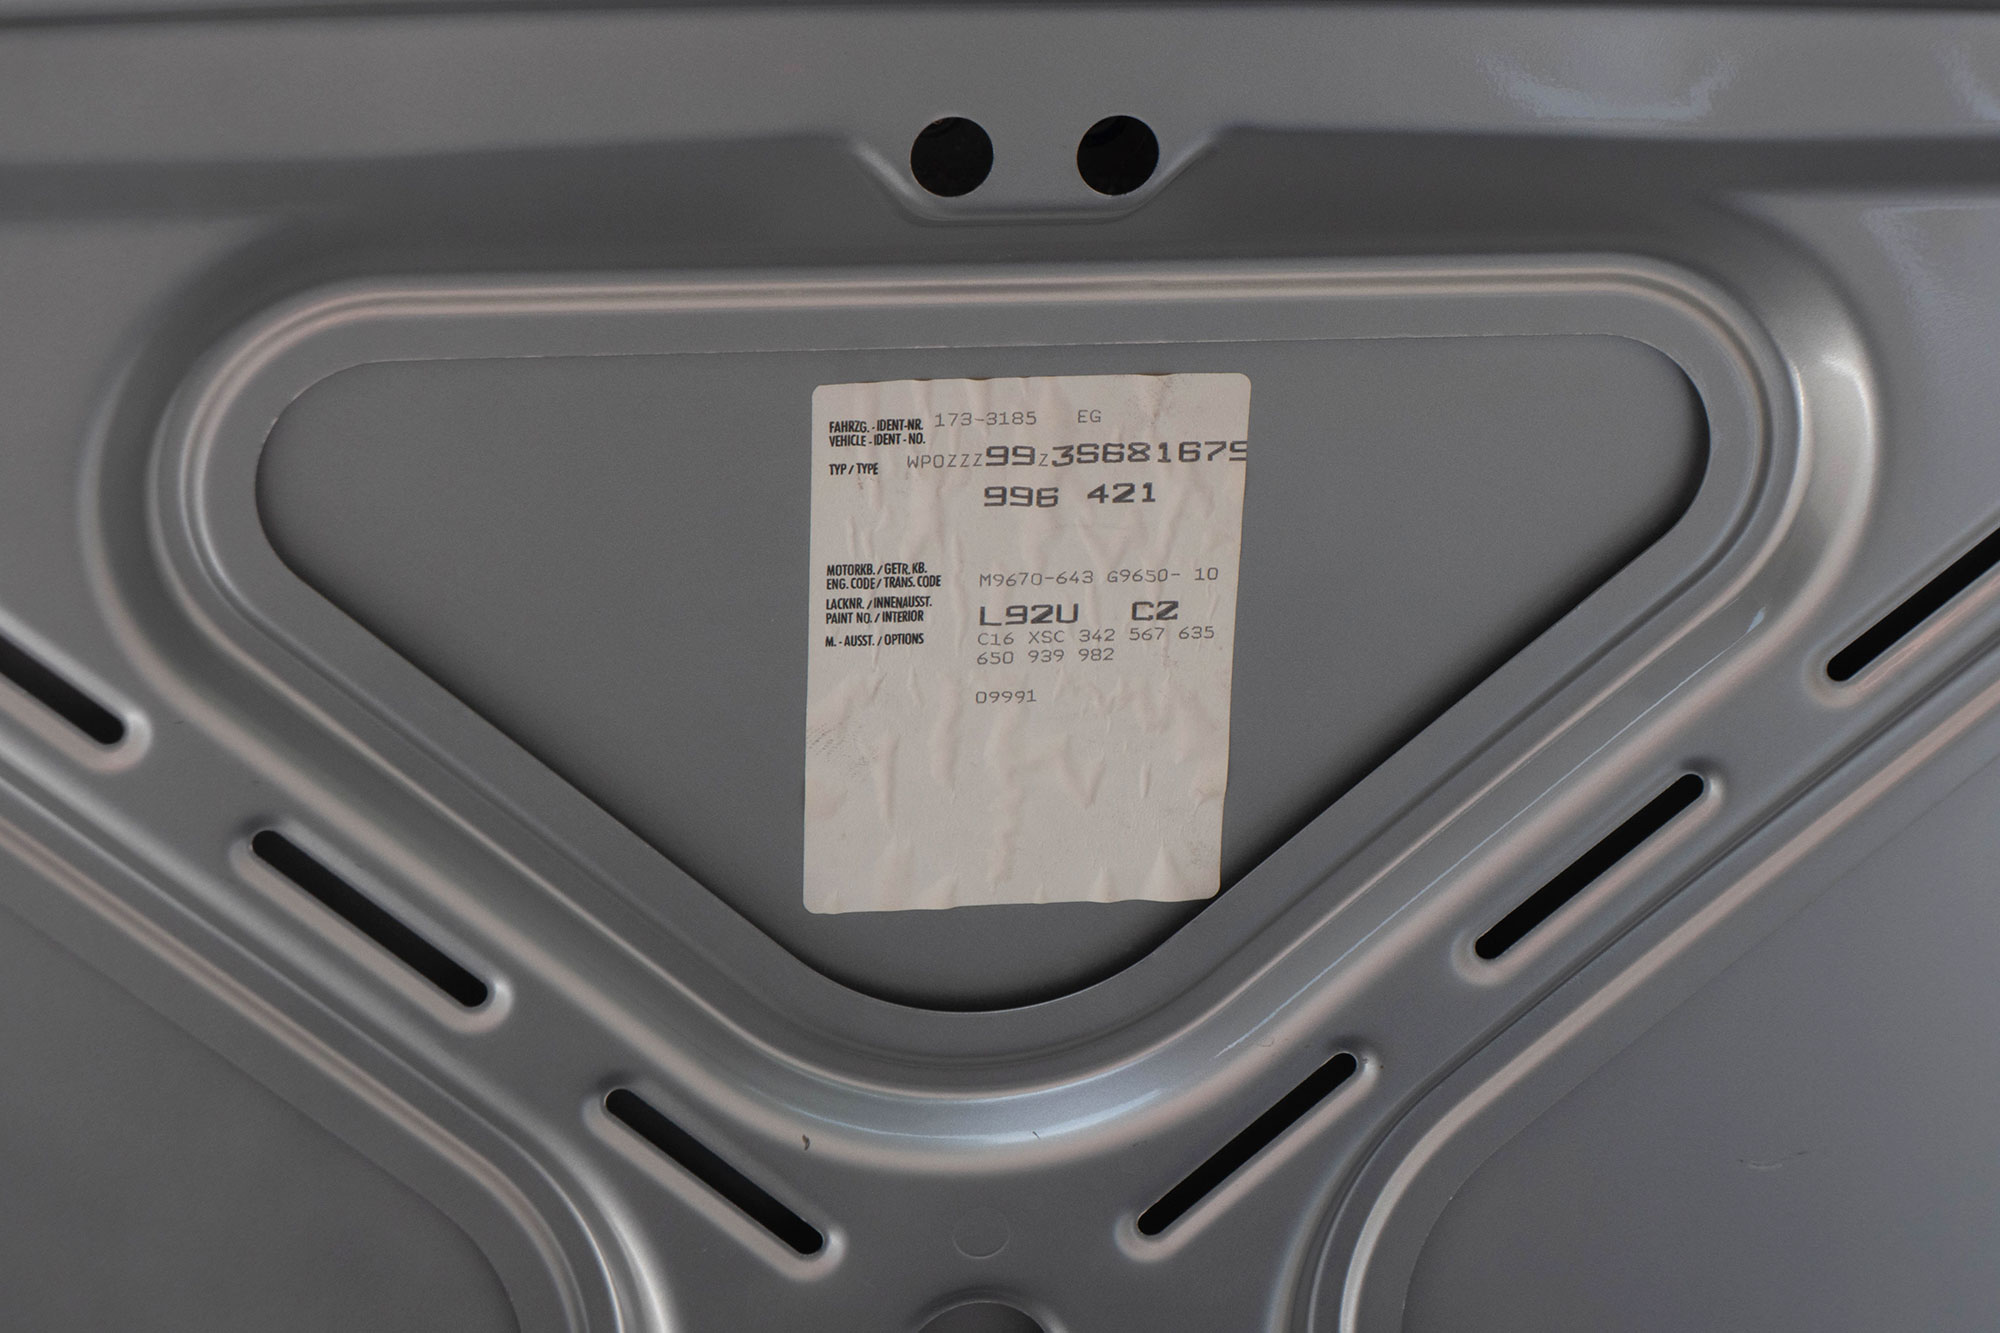 FAHRZG.-IDENT-NR. 173-3185 EG
VEHICLE-IDENT-NO.
TYP/TYPE WP0ZZZ99Z3S681679
996 421
MOTORKB./GETR.KB.
ENG.CODE/TRANS.CODE M9670-643 G9650- 10
LACKNR./INNENAUSST.
PAINT NO./INTERIOR L92U CZ
M.-AUSST./OPTIONS C16 XSC 342 567 635
650 939 982
09991